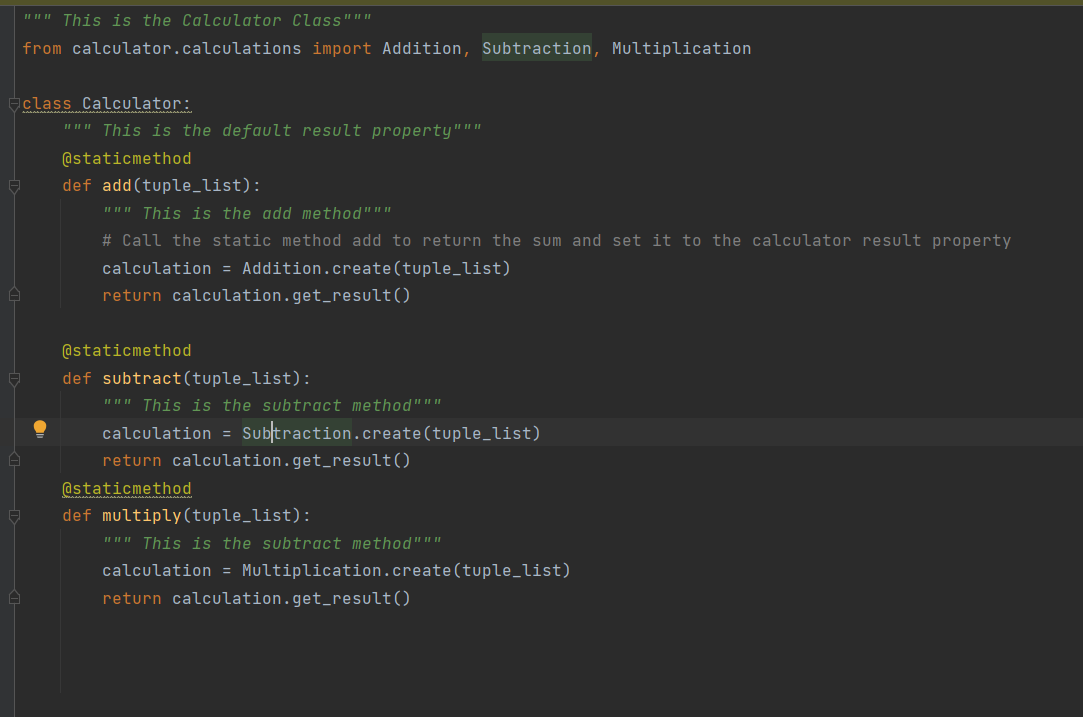 """ This is the Calculator Class"""
from calculator.calculations import Addition, Subtraction, Multiplication
class Calculator:
    """ This is the default result property"""
    @staticmethod
    def add(tuple_list):
        """ This is the add method"""
        # Call the static method add to return the sum and set it to the calculator result property
        calculation = Addition.create(tuple_list)
        return calculation.get_result()
    @staticmethod
    def subtract(tuple_list):
        """ This is the subtract method"""
        calculation = Subtraction.create(tuple_list)
        return calculation.get_result()
    @staticmethod
    def multiply(tuple_list):
        """ This is the subtract method"""
        calculation = Multiplication.create(tuple_list)
        return calculation.get_result()